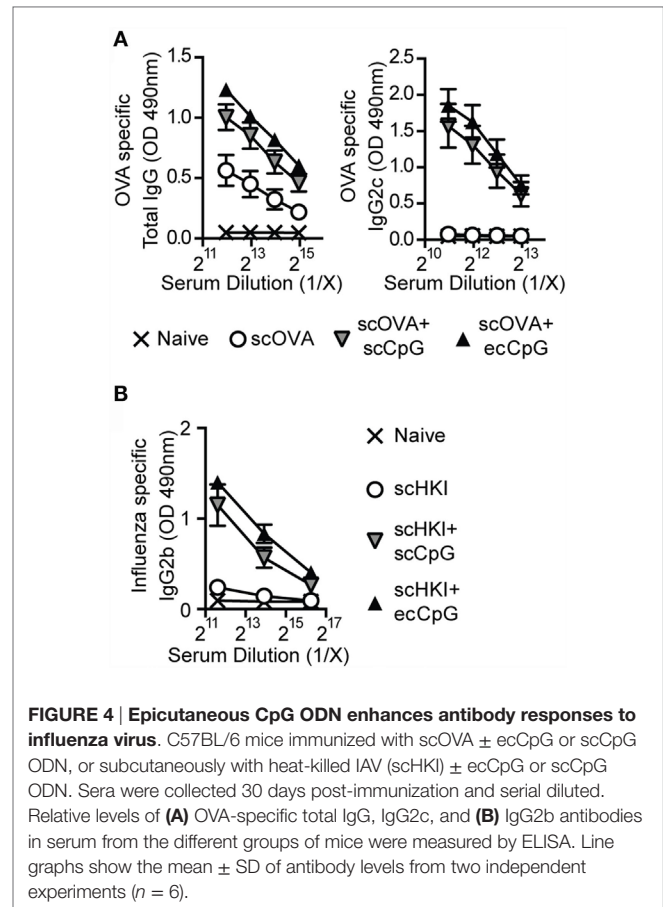 A
OVA specific
Total IgG (OD 490nm)
1.5
1.0
0.5
0.0
2^11 2^13 2^15
Serum Dilution (1/X)
OVA specific
IgG2c (OD 490nm)
2.5
2.0
1.5
1.0
0.5
0.0
2^10 2^12 2^13
Serum Dilution (1/X)
Naive
scOVA
scOVA+
scCpG
scOVA+
ecCpG
B
Influenza specific
IgG2b (OD 490nm)
2
1
0
2^11 2^13 2^15 2^17
Serum Dilution (1/X)
Naive
scHKI
scHKI+
scCpG
scHKI+
ecCpG
FIGURE 4 | Epicutaneous CpG ODN enhances antibody responses to
influenza virus. C57BL/6 mice immunized with scOVA ± ecCpG or scCpG
ODN, or subcutaneously with heat-killed IAV (scHKI) ± ecCpG or scCpG
ODN. Sera were collected 30 days post-immunization and serial diluted.
Relative levels of (A) OVA-specific total IgG, IgG2c, and (B) IgG2b antibodies
in serum from the different groups of mice were measured by ELISA. Line
graphs show the mean ± SD of antibody levels from two independent
experiments (n = 6).